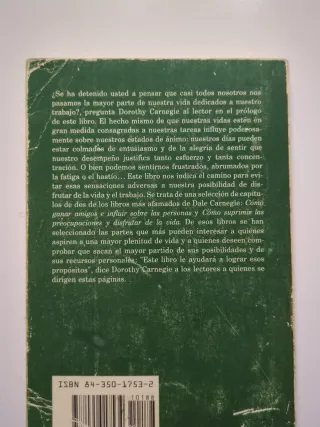 ¿Se ha detenido usted a pensar que casi todos nosotros nos
pasamos la mayor parte de nuestra vida dedicados a nuestro
trabajo?, pregunta Dorothy Carnegie al lector en el prólogo
de este libro. El hecho mismo de que nuestras vidas estén en
gran medida consagradas a nuestras tareas influye poderosa-
mente sobre nuestros estados de ánimo: nuestros días pueden
estar colmados de entusiasmo y de la alegría de sentir que
nuestro desempeño justifica tanto esfuerzo y tanta concen-
tración. O bien podemos sentirnos frustrados, abrumados por
la fatiga o el hastío... Este libro nos indica el camino para evi-
tar esas sensaciones adversas a nuestra posibilidad de dis-
frutar de la vida y el trabajo. Se trata de una selección de capítu-
los de dos de los libros más afamados de Dale Carnegie: Cómo
ganar amigos e influir sobre las personas y Cómo suprimir las
preocupaciones y disfrutar de la vida. De esos libros se han
seleccionado las partes que más pueden interesar a quienes
aspiren a una mayor plenitud de vida y a quienes deseen com-
probar que sacan el mayor partido de sus posibilidades y de
sus recursos personales: "Este libro le ayudará a lograr esos
propósitos", dice Dorothy Carnegie a los lectores a quienes se
dirigen estas páginas.
ISBN 84-350-1753-2
10188